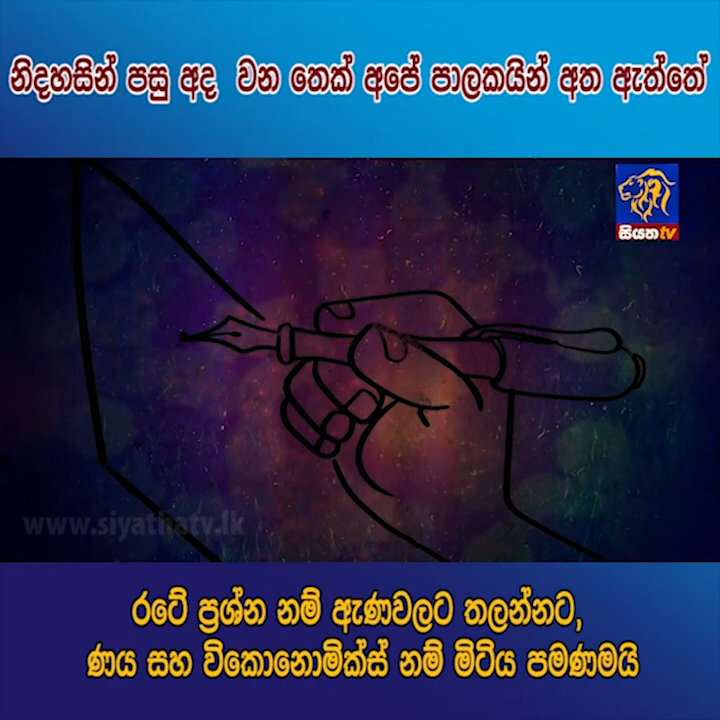 නිදහසින් පසු අද වන තෙක් අපේ පාලකයින් අත ඇත්තේ
සියත tv
www.siyathatv.lk
රටේ ප්‍රශ්න නම් ඇණවලට තලන්නට,
ණය සහ විකොනොමික්ස් නම් මිටිය පමණමයි